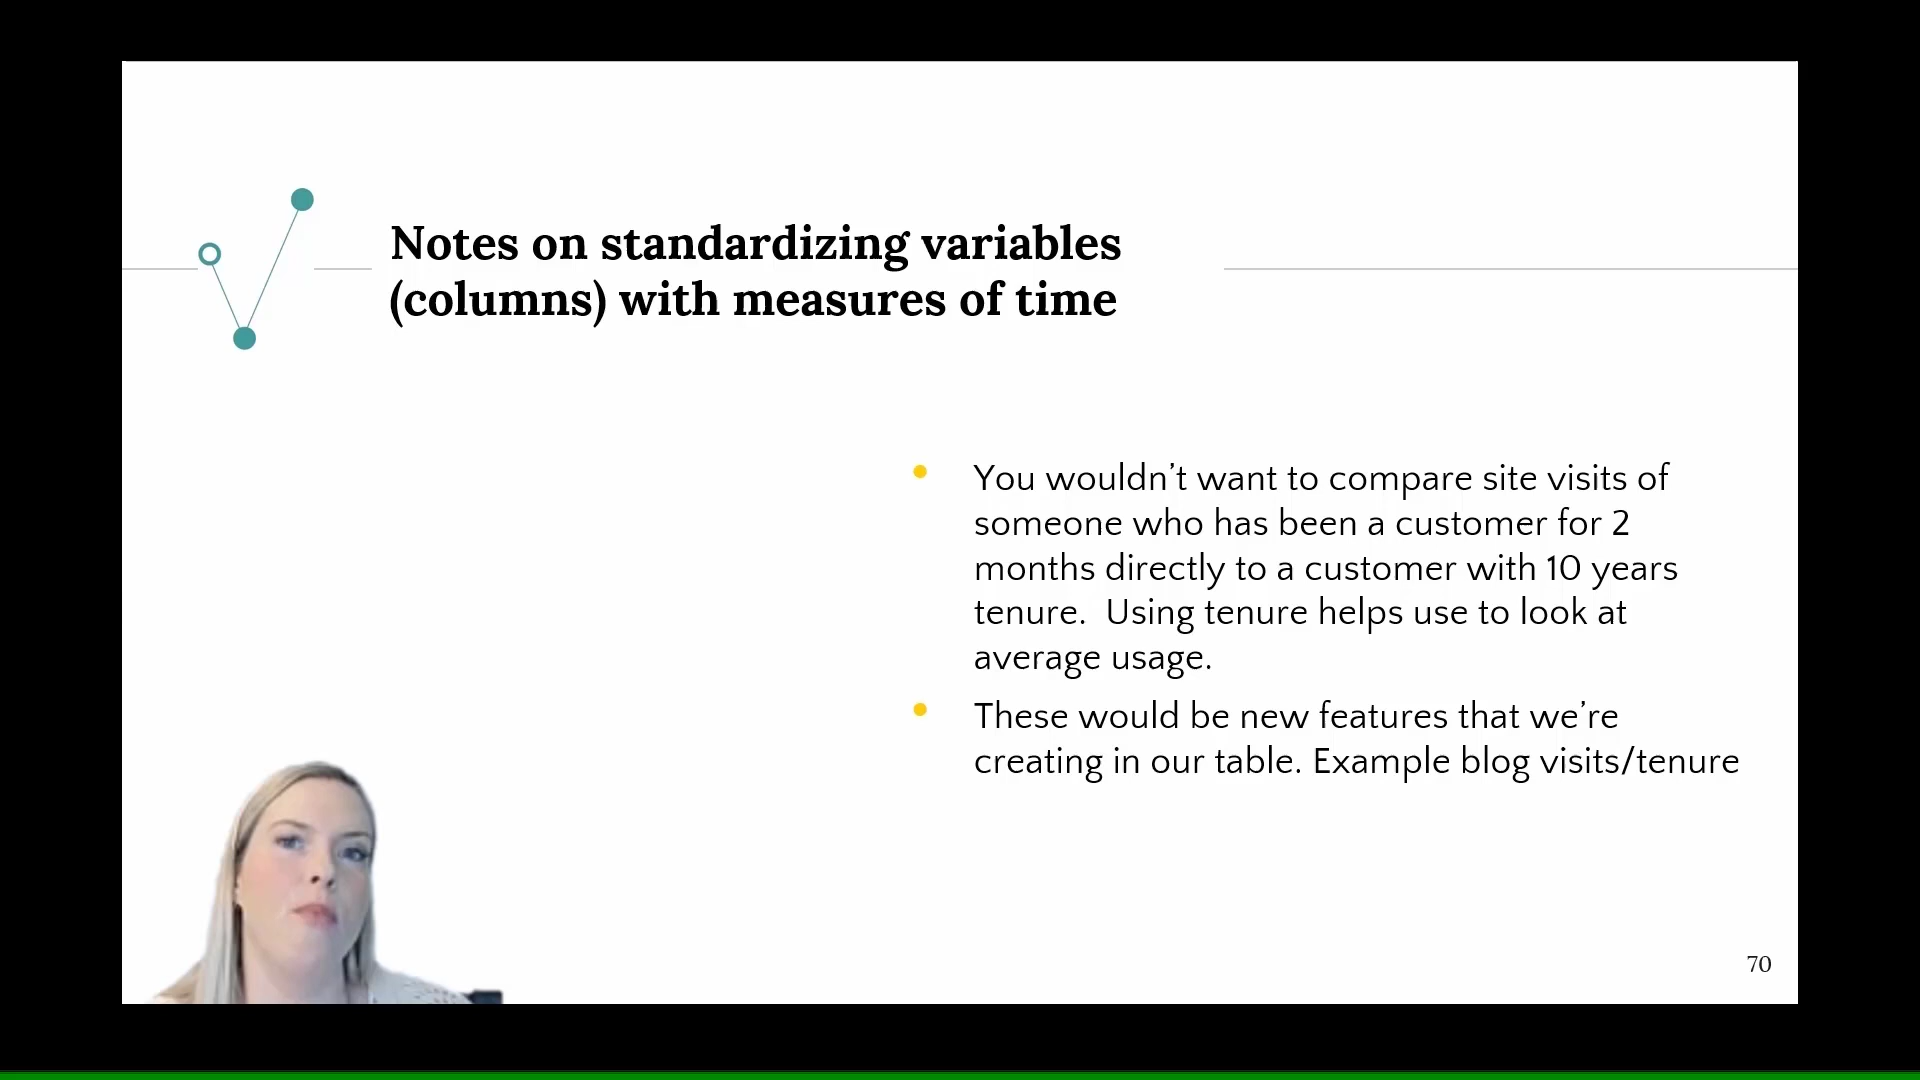 Notes on standardizing variables
(columns) with measures of time
You wouldn’t want to compare site visits of
someone who has been a customer for 2
months directly to a customer with 10 years
tenure.  Using tenure helps use to look at
average usage.
These would be new features that we’re
creating in our table. Example blog visits/tenure
70